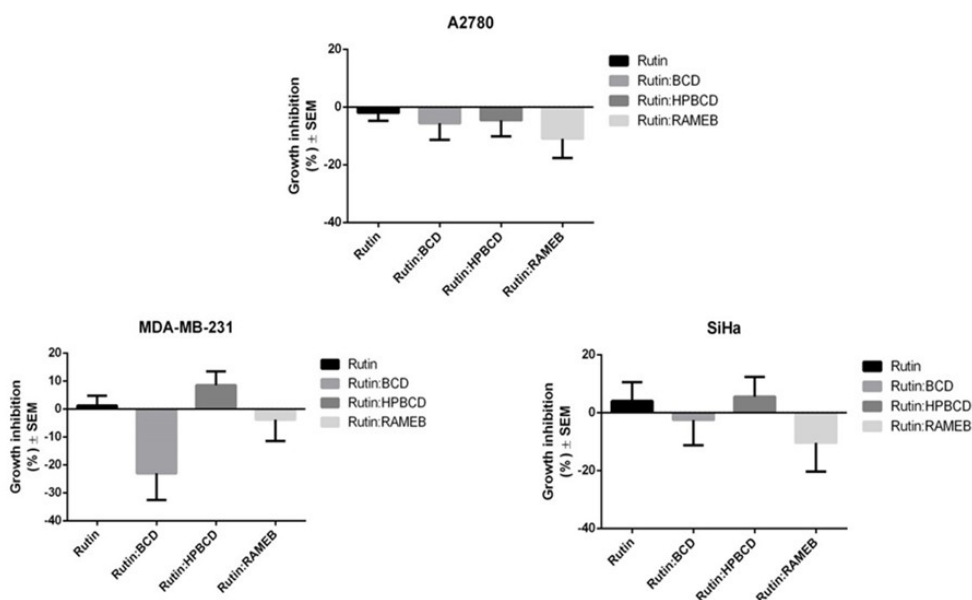 A2780
Growth inhibition
(%) ± SEM
20
0
-20
-40
Rutin
Rutin:BCD
Rutin:HPBCD
Rutin:RAMEB
Rutin
Rutin:BCD
Rutin:HPBCD
Rutin:RAMEB
MDA-MB-231
Growth inhibition
(%) ± SEM
20
10
0
-10
-20
-30
-40
Rutin
Rutin:BCD
Rutin:HPBCD
Rutin:RAMEB
Rutin
Rutin:BCD
Rutin:HPBCD
Rutin:RAMEB
SiHa
Growth inhibition
(%) ± SEM
20
0
-20
-40
Rutin
Rutin:BCD
Rutin:HPBCD
Rutin:RAMEB
Rutin
Rutin:BCD
Rutin:HPBCD
Rutin:RAMEB